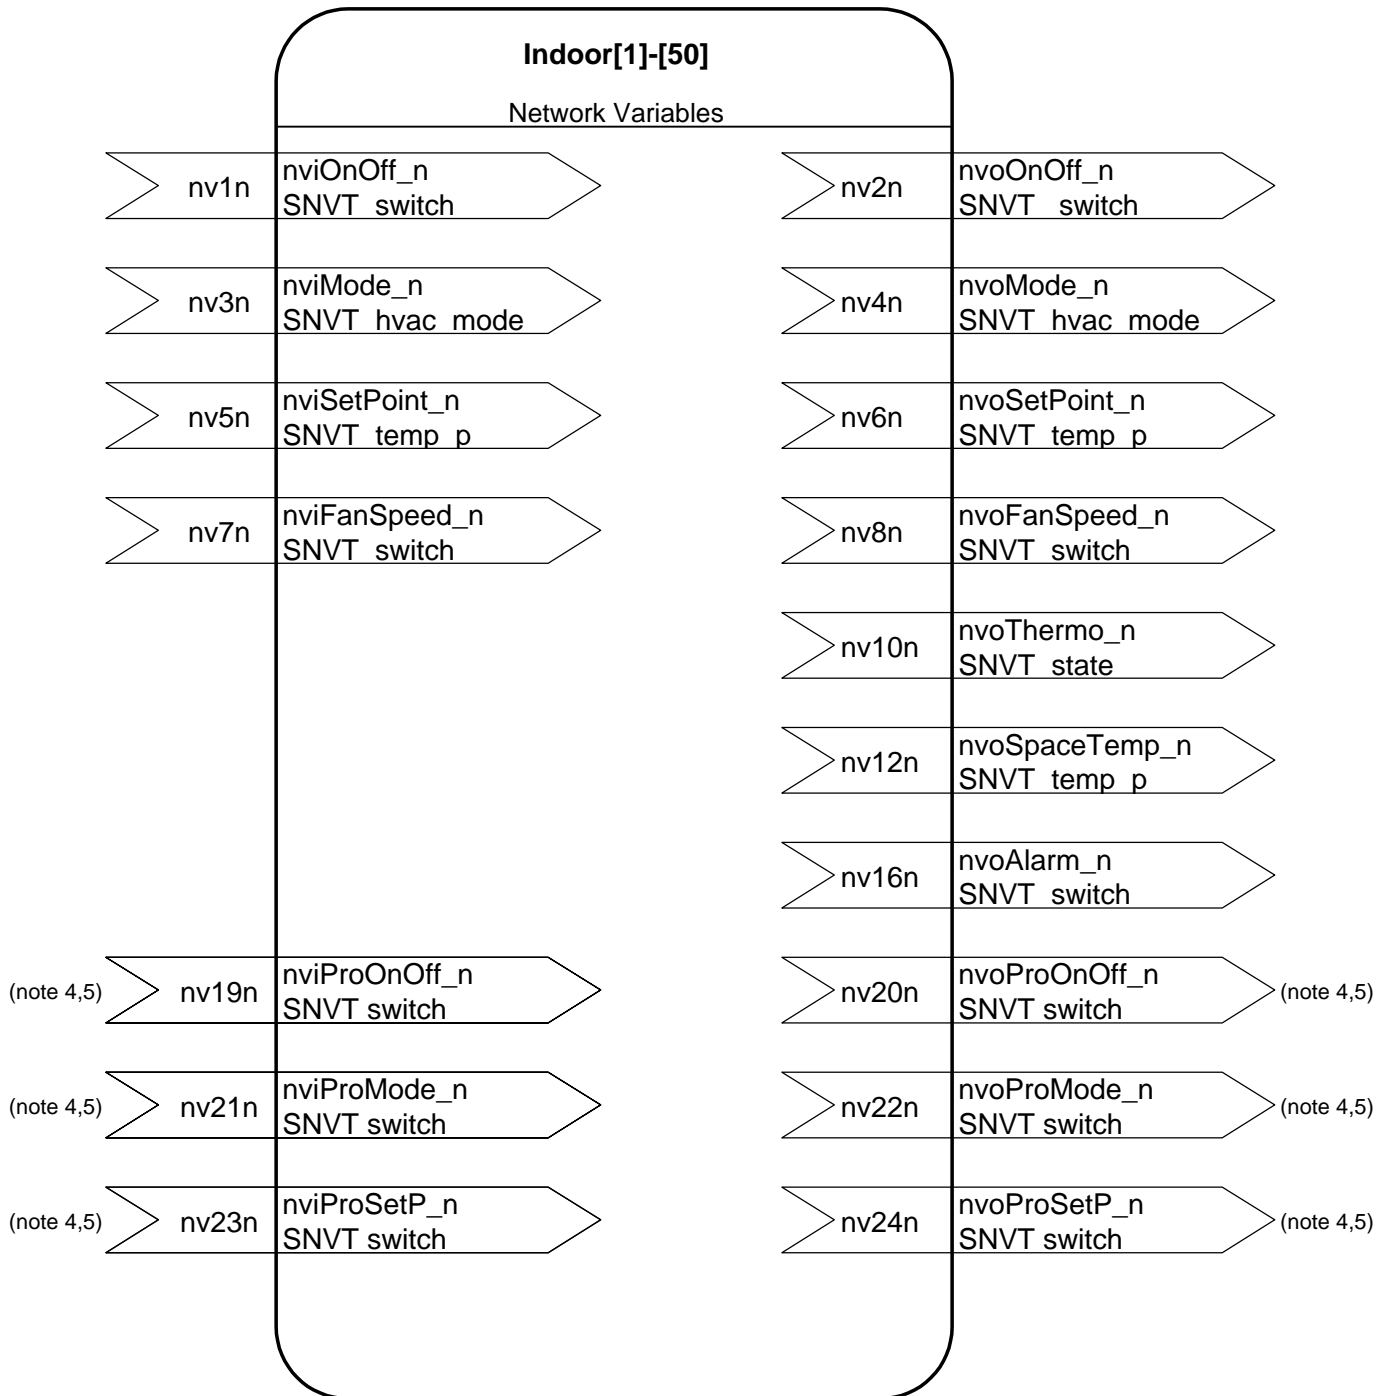 Indoor[1]-[50]
Network Variables
nv1n
nviOnOff_n
SNVT_switch
nv2n
nvoOnOff_n
SNVT_ switch
nv3n
nviMode_n
SNVT_hvac_mode
nv4n
nvoMode_n
SNVT_hvac_mode
nv5n
nviSetPoint_n
SNVT_temp_p
nv6n
nvoSetPoint_n
SNVT_temp_p
nv7n
nviFanSpeed_n
SNVT_switch
nv8n
nvoFanSpeed_n
SNVT_switch
nv10n
nvoThermo_n
SNVT_state
nv12n
nvoSpaceTemp_n
SNVT_temp_p
nv16n
nvoAlarm_n
SNVT_switch
(note 4,5)
nv19n
nviProOnOff_n
SNVT switch
nv20n
nvoProOnOff_n
SNVT switch
(note 4,5)
(note 4,5)
nv21n
nviProMode_n
SNVT switch
nv22n
nvoProMode_n
SNVT switch
(note 4,5)
(note 4,5)
nv23n
nviProSetP_n
SNVT switch
nv24n
nvoProSetP_n
SNVT switch
(note 4,5)